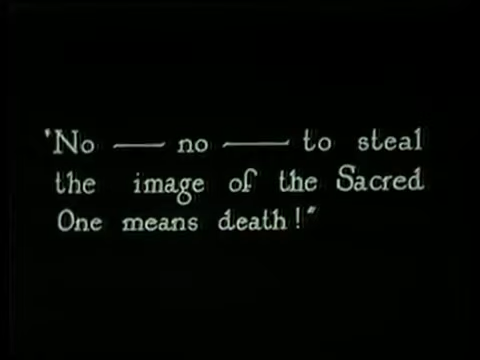 "No — no — to steal
the image of the Sacred
One means death!"